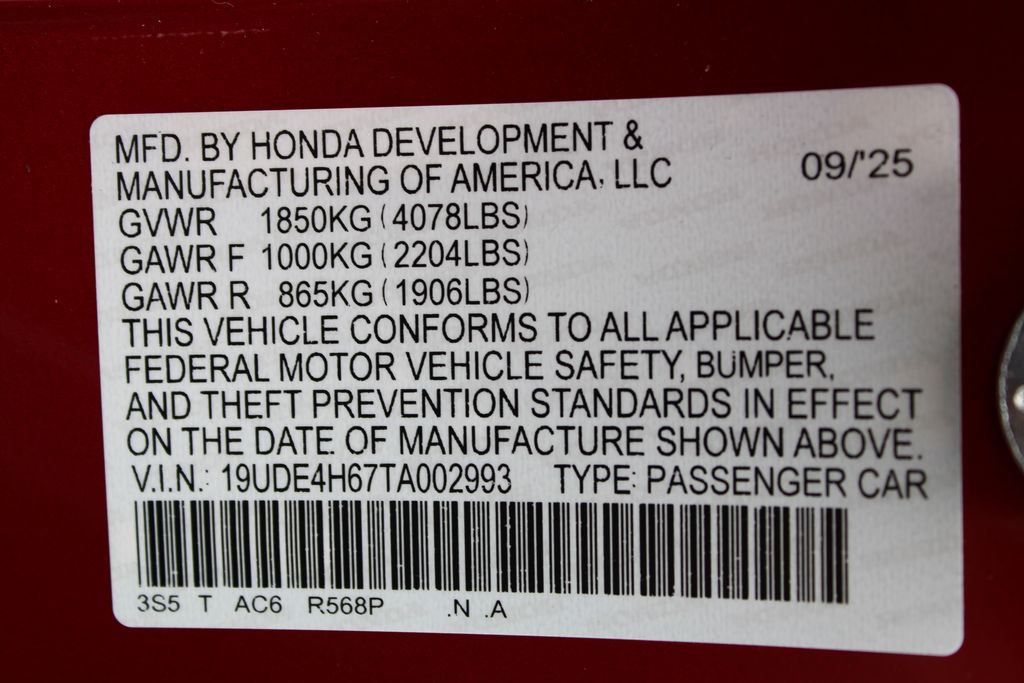 MFD. BY HONDA DEVELOPMENT &
MANUFACTURING OF AMERICA, LLC 09/'25
GVWR 1850KG (4078LBS)
GAWR F 1000KG (2204LBS)
GAWR R 865KG (1906LBS)
THIS VEHICLE CONFORMS TO ALL APPLICABLE
FEDERAL MOTOR VEHICLE SAFETY, BUMPER,
AND THEFT PREVENTION STANDARDS IN EFFECT
ON THE DATE OF MANUFACTURE SHOWN ABOVE.
V.I.N.: 19UDE4H67TA002993 TYPE: PASSENGER CAR
3S5 T AC6 R568P .N .A